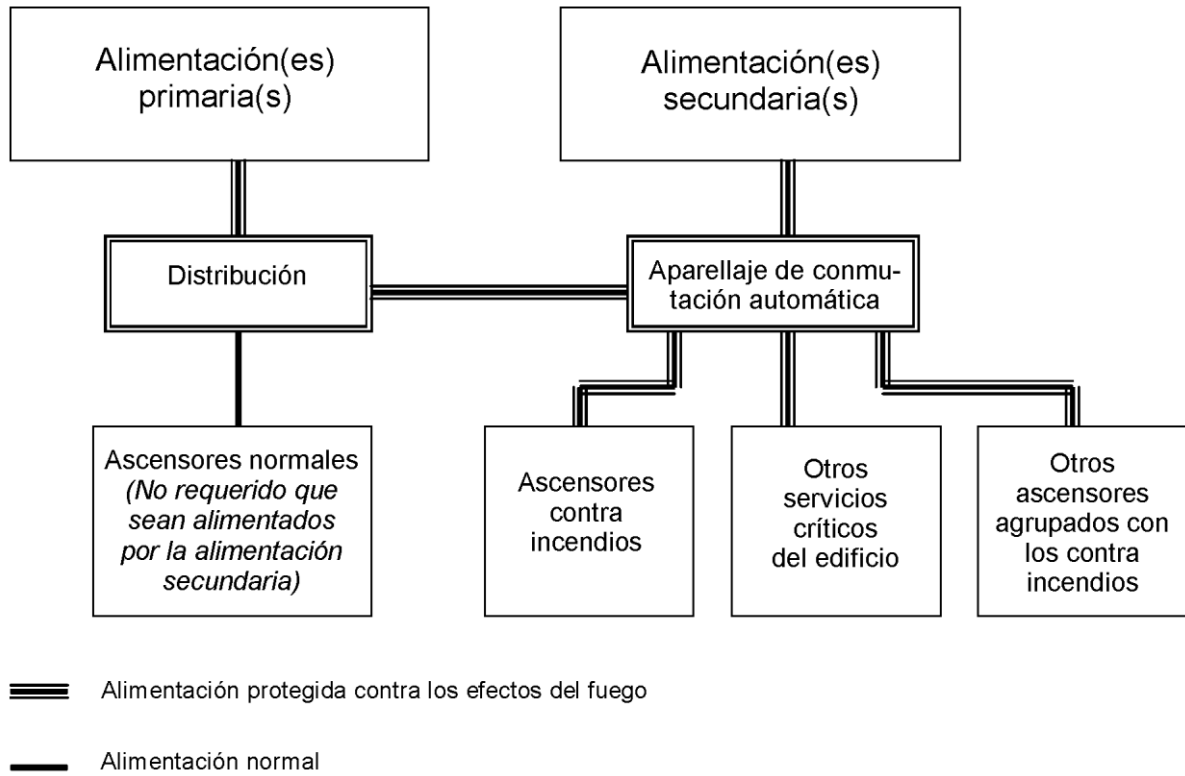 Alimentación(es)
primaria(s)
Alimentación(es)
secundaria(s)
Distribución
Aparellaje de conmu-
tación automática
Ascensores normales
(No requerido que
sean alimentados
por la alimentación
secundaria)
Ascensores
contra
incendios
Otros
servicios
críticos
del edificio
Otros
ascensores
agrupados con
los contra
incendios
Alimentación protegida contra los efectos del fuego
Alimentación normal